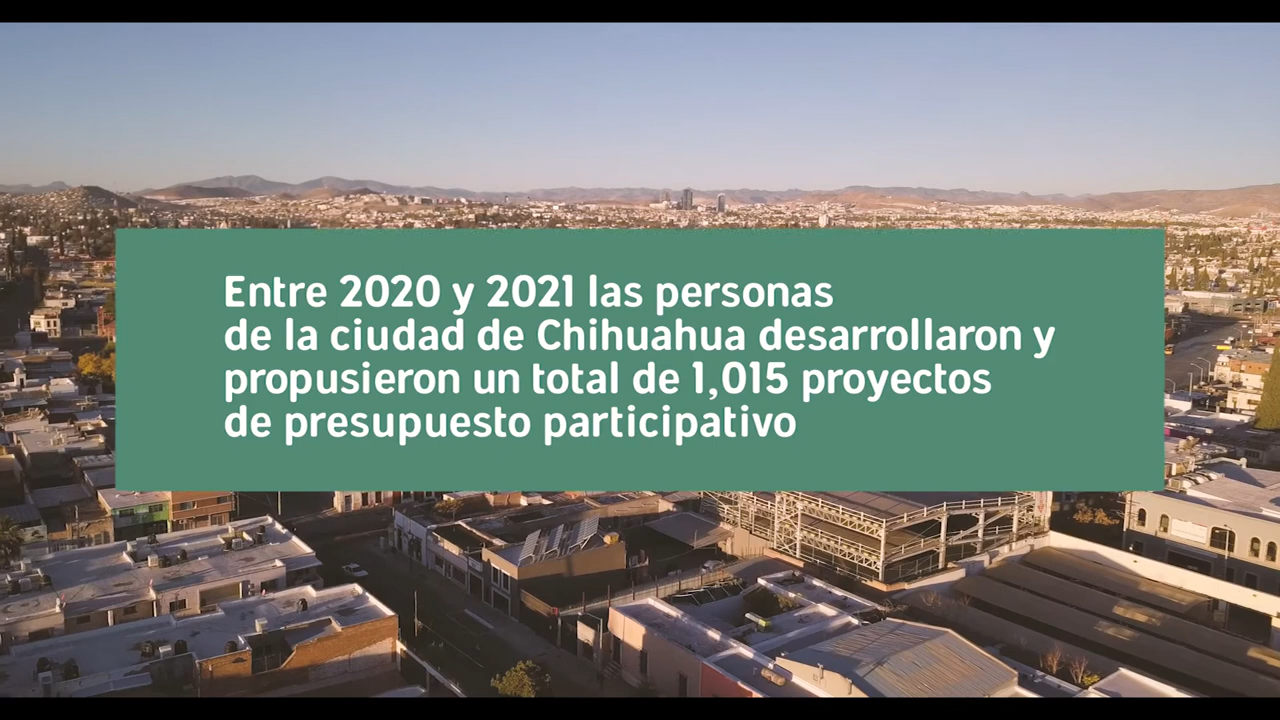 Entre 2020 y 2021 las personas
de la ciudad de Chihuahua desarrollaron y
propusieron un total de 1,015 proyectos
de presupuesto participativo